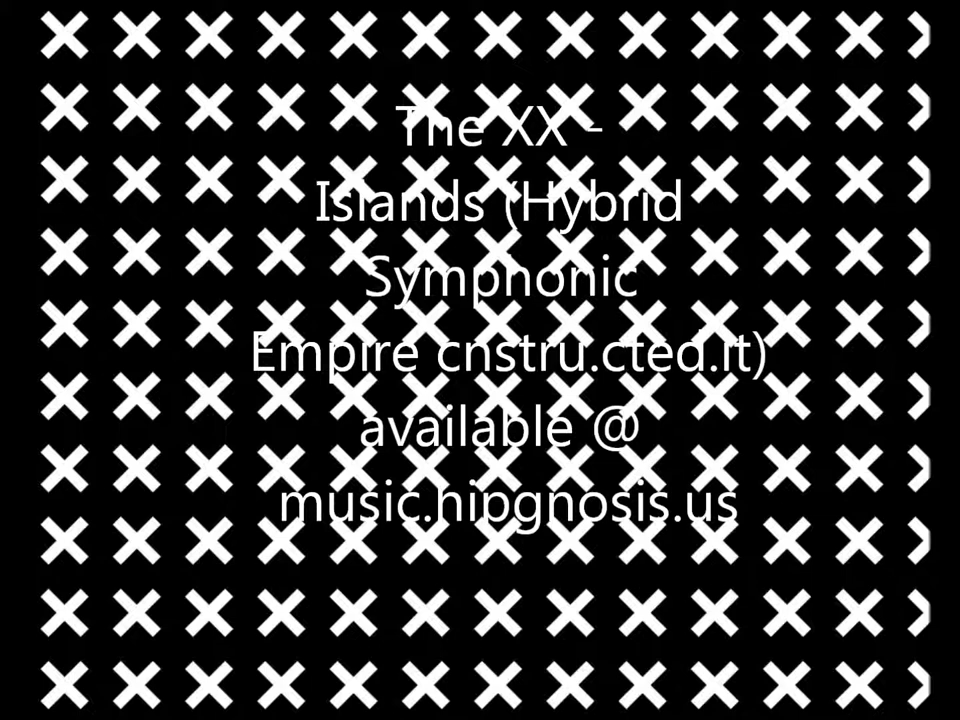 The XX -
Islands (Hybrid
Symphonic
Empire cnstru.cted.it)
available @
music.hipgnosis.us